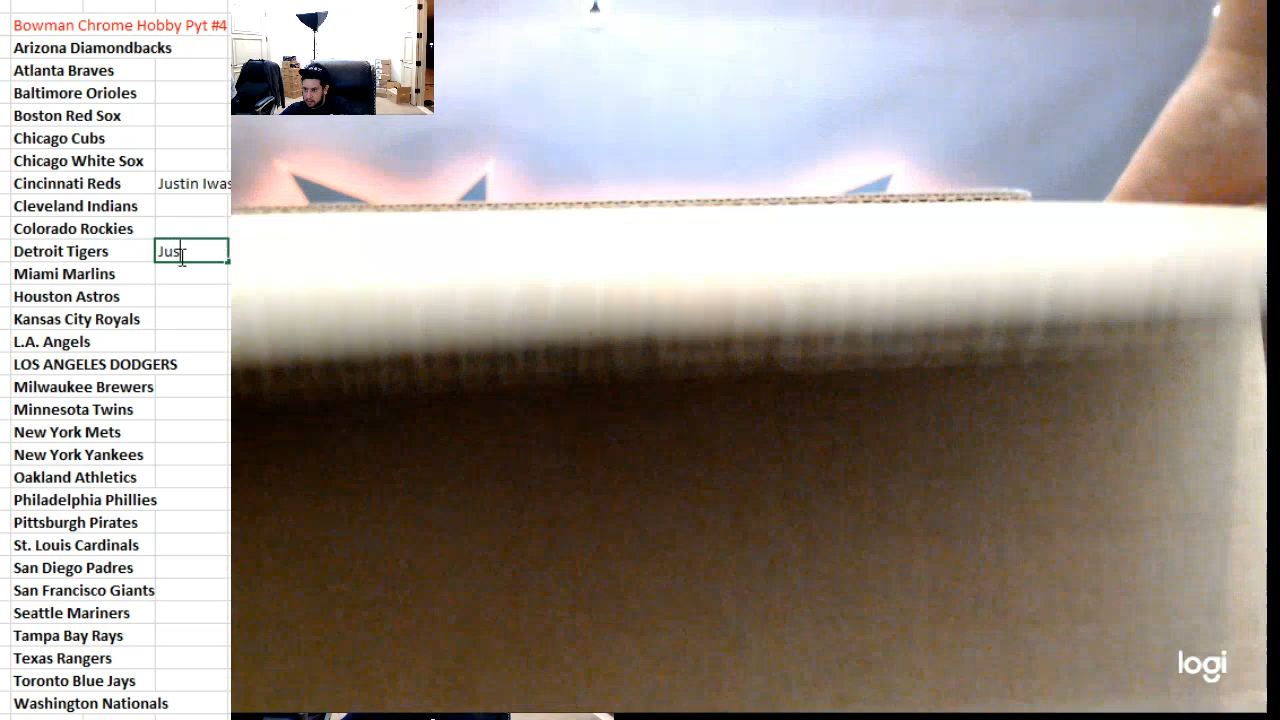 Bowman Chrome Hobby Pyt #4
Arizona Diamondbacks
Atlanta Braves
Baltimore Orioles
Boston Red Sox
Chicago Cubs
Chicago White Sox
Cincinnati Reds Justin Iwas
Cleveland Indians
Colorado Rockies
Detroit Tigers Jus
Miami Marlins
Houston Astros
Kansas City Royals
L.A. Angels
LOS ANGELES DODGERS
Milwaukee Brewers
Minnesota Twins
New York Mets
New York Yankees
Oakland Athletics
Philadelphia Phillies
Pittsburgh Pirates
St. Louis Cardinals
San Diego Padres
San Francisco Giants
Seattle Mariners
Tampa Bay Rays
Texas Rangers
Toronto Blue Jays
Washington Nationals
logi